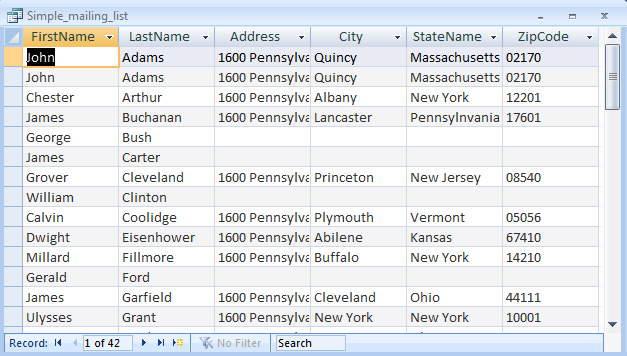 Simple_mailing_list
FirstName LastName Address City StateName ZipCode
John Adams 1600 Pennsylva Quincy Massachusetts 02170
John Adams 1600 Pennsylva Quincy Massachusetts 02170
Chester Arthur 1600 Pennsylva Albany New York 12201
James Buchanan 1600 Pennsylva Lancaster Pennsylnvania 17601
George Bush
James Carter
Grover Cleveland 1600 Pennsylva Princeton New Jersey 08540
William Clinton
Calvin Coolidge 1600 Pennsylva Plymouth Vermont 05056
Dwight Eisenhower 1600 Pennsylva Abilene Kansas 67410
Millard Fillmore 1600 Pennsylva Buffalo New York 14210
Gerald Ford
James Garfield 1600 Pennsylva Cleveland Ohio 44111
Ulysses Grant 1600 Pennsylva New York New York 10001
Record: 1 of 42 No Filter Search